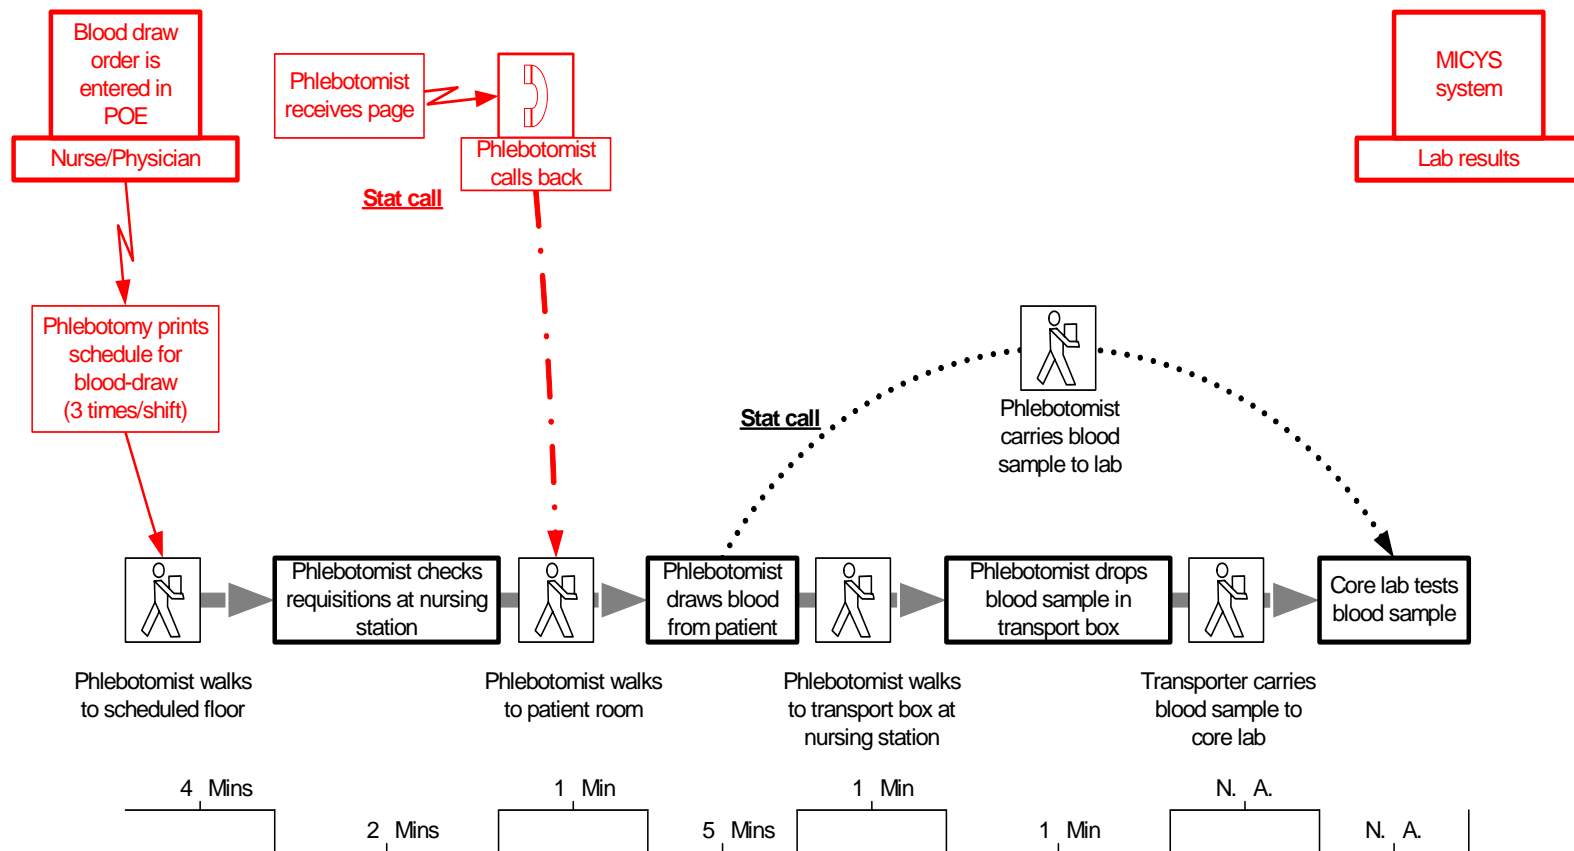 Blood draw
order is
entered in
POE
Nurse/Physician
Phlebotomist
receives page
Phlebotomist
calls back
Stat call
MICYS
system
Lab results
Phlebotomy prints
schedule for
blood-draw
(3 times/shift)
Stat call
Phlebotomist
carries blood
sample to lab
Phlebotomist checks
requisitions at nursing
station
Phlebotomist
draws blood
from patient
Phlebotomist drops
blood sample in
transport box
Core lab tests
blood sample
Phlebotomist walks
to scheduled floor
Phlebotomist walks
to patient room
Phlebotomist walks
to transport box at
nursing station
Transporter carries
blood sample to
core lab
4 Mins
1 Min
1 Min
N. A.
2 Mins
5 Mins
1 Min
N. A.